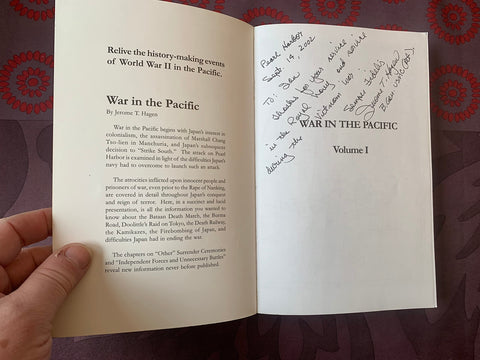 Relive the history-making events
of World War II in the Pacific.
War in the Pacific
By Jerome T. Hagen
War in the Pacific begins with Japan's interest in
colonialism, the assassination of Marshall Chang
Tso-lien in Manchuria, and Japan's subsequent
decision to "Strike South." The attack on Pearl
Harbor is examined in light of the difficulties Japan's
navy had to overcome to launch such an attack.
The atrocities inflicted upon innocent people and
prisoners of war, even prior to the Rape of Nanking,
are covered in detail throughout Japan's conquest
and reign of terror. Here, in a succinct and lucid
presentation, is all the information you wanted to
know about the Bataan Death March, the Burma
Road, Doolittle's Raid on Tokyo, the Death Railway,
the Kamikazes, the Firebombing of Japan, and
difficulties Japan had in ending the war.
The chapters on "Other" Surrender Ceremonies
and "Independent Forces and Unnecessary Battles"
reveal new information never before published.
Pearl Harbor
Sept. 19, 2002
To:
Thanks for your service
in the Royal Navy and service
during the Vietnam
Semper Fidelis
Jerome T. Hagen
WAR IN THE PACIFIC
Volume I